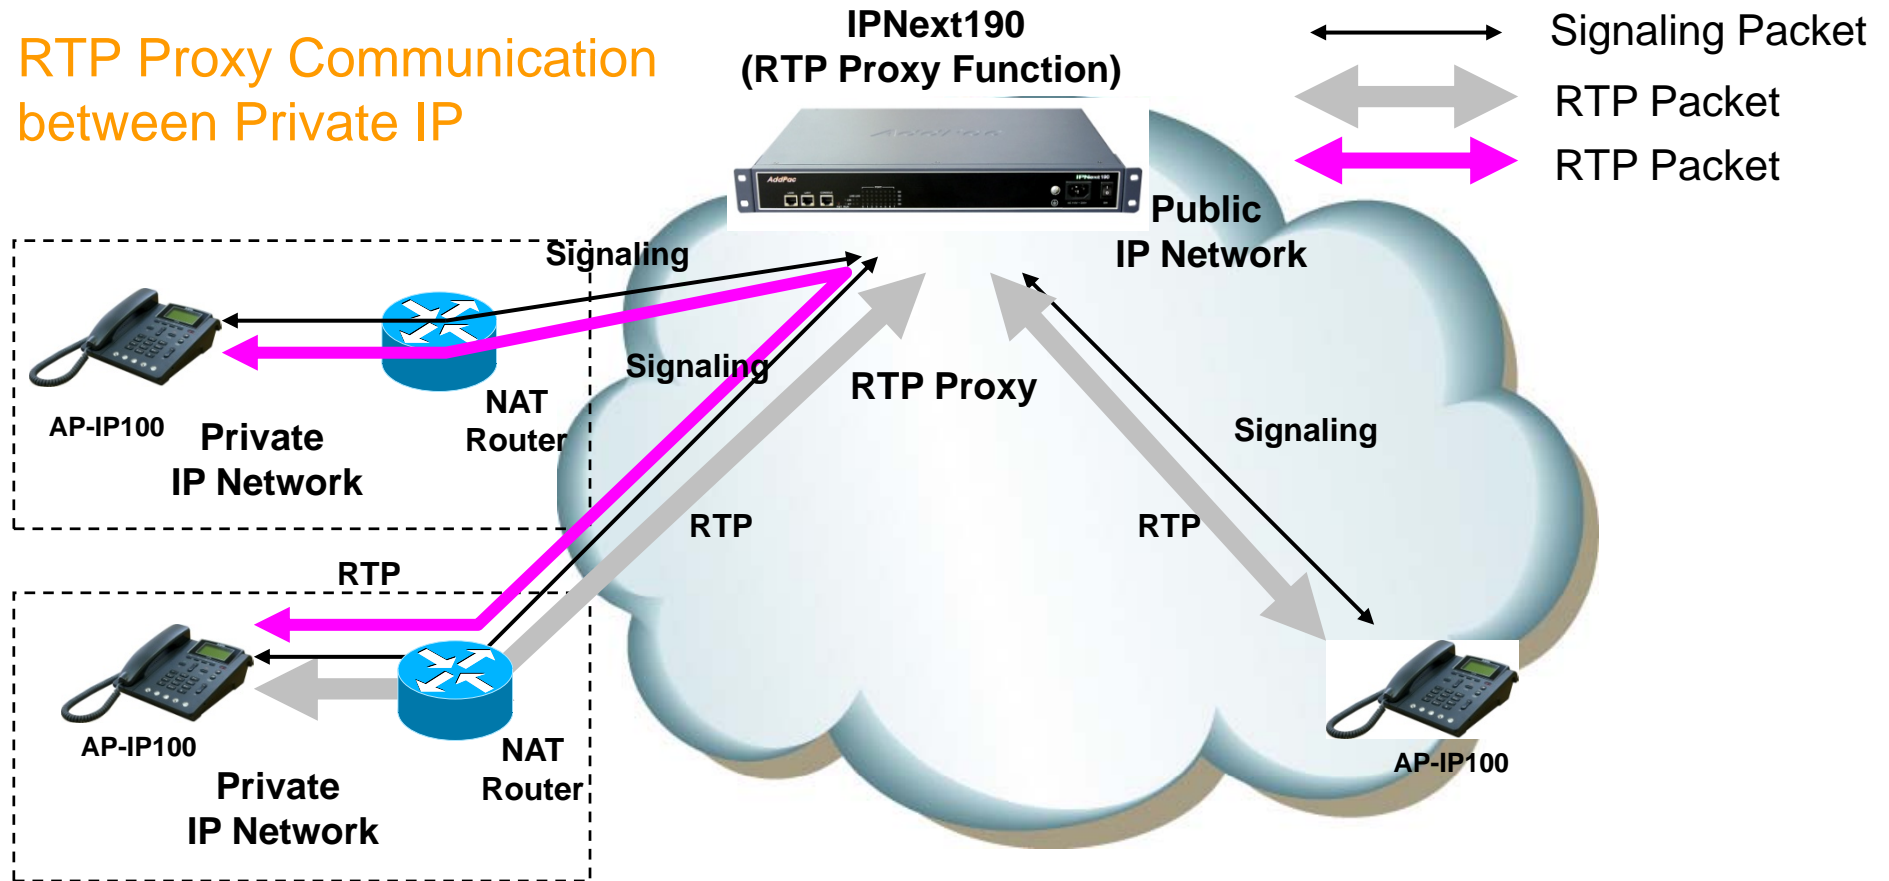 RTP Proxy Communication
between Private IP
IPNext190
(RTP Proxy Function)
Signaling Packet
RTP Packet
RTP Packet
AddPac
IPNext190
Public
IP Network
Signaling
Signaling
RTP Proxy
NAT
Router
AP-IP100
Private
IP Network
Signaling
RTP
RTP
RTP
AP-IP100
NAT
Router
Private
IP Network
AP-IP100